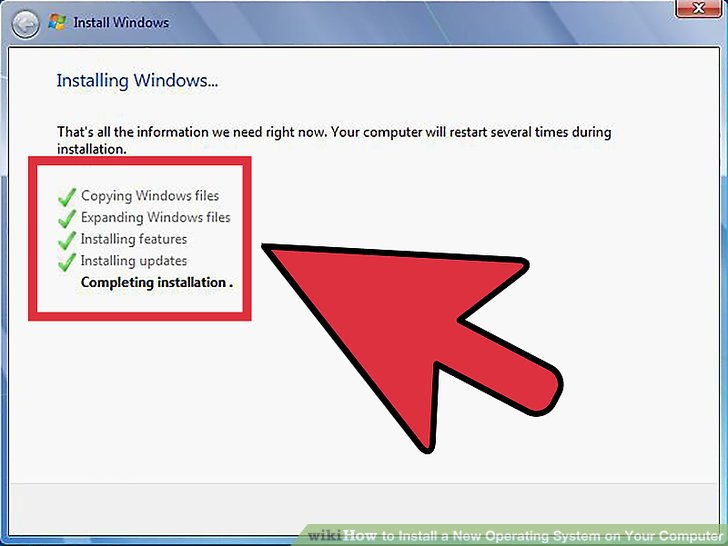 Install Windows
Installing Windows...
That's all the information we need right now. Your computer will restart several times during
installation.
Copying Windows files
Expanding Windows files
Installing features
Installing updates
Completing installation .
wikiHow to Install a New Operating System on Your Computer